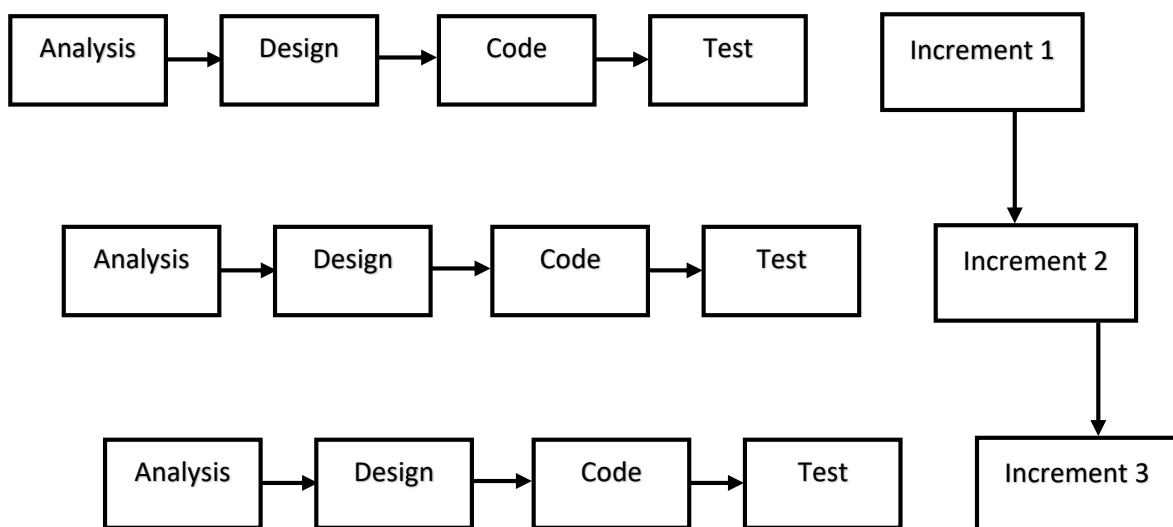 Analysis
Design
Code
Test
Increment 1
Analysis
Design
Code
Test
Increment 2
Analysis
Design
Code
Test
Increment 3